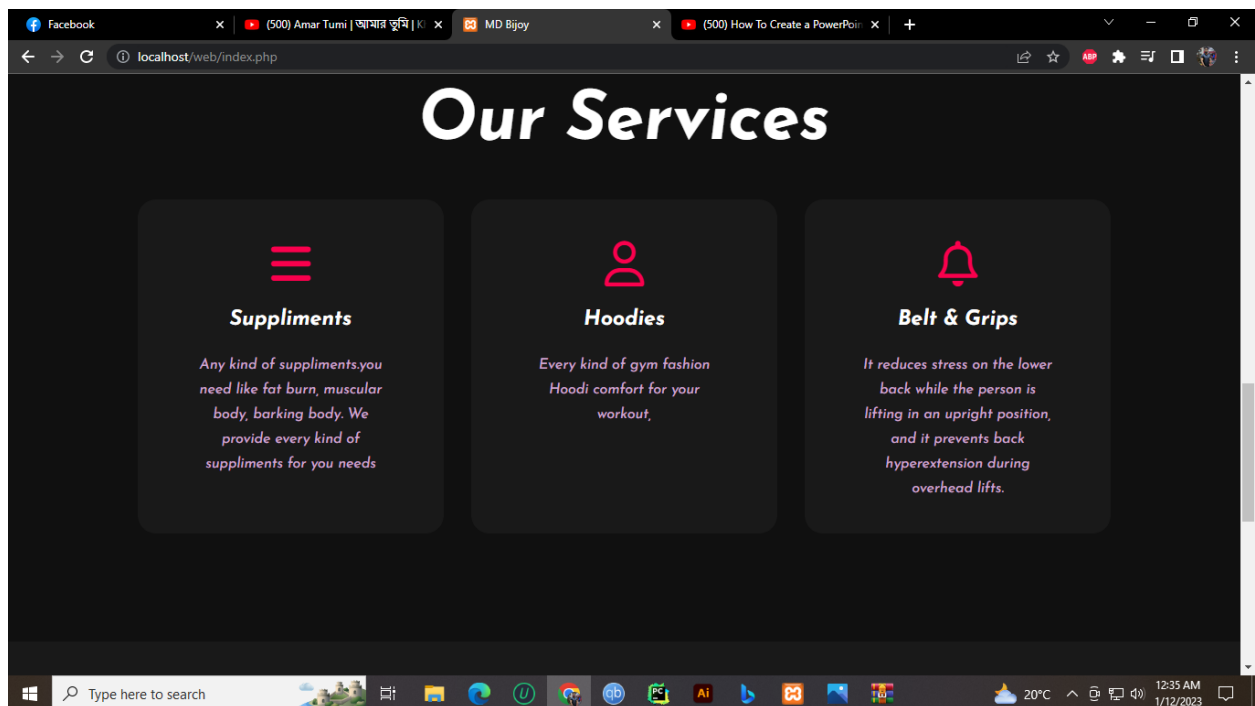 Facebook
(500) Amar Tumi | আমার তুমি |
MD Bijoy
(500) How To Create a PowerPoin
localhost/web/index.php
ABP
Our Services
Suppliments
Any kind of suppliments.you
need like fat burn, muscular
body, barking body. We
provide every kind of
suppliments for you needs
Hoodies
Every kind of gym fashion
Hoodi comfort for your
workout,
Belt & Grips
It reduces stress on the lower
back while the person is
lifting in an upright position,
and it prevents back
hyperextension during
overhead lifts.
Type here to search
qb
PC
Ai
20°C
12:35 AM
1/12/2023